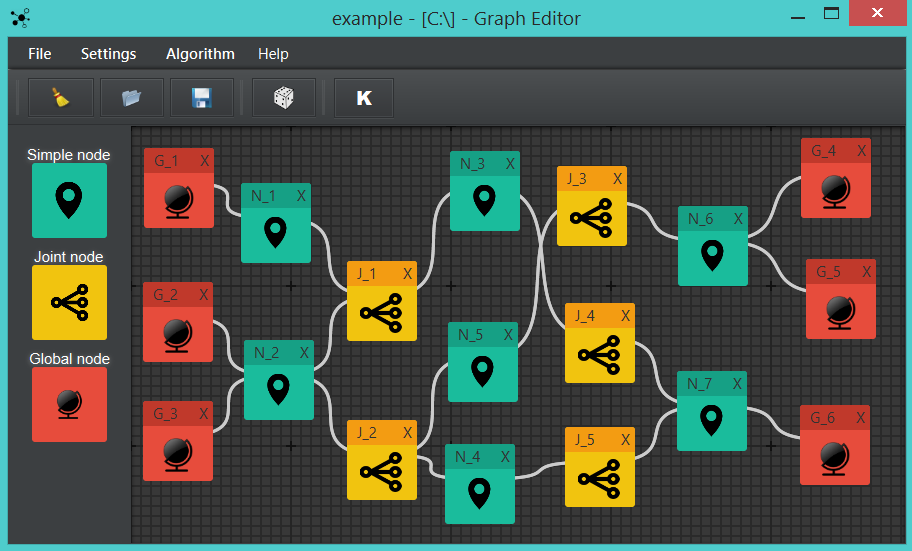 example - [C:\] - Graph Editor
File Settings Algorithm Help
K
Simple node
Joint node
Global node
G_1 X
N_1 X
N_3 X
J_3 X
G_4 X
N_6 X
J_1 X
G_5 X
G_2 X
N_2 X
N_5 X
J_4 X
N_7 X
G_3 X
J_2 X
N_4 X
J_5 X
G_6 X